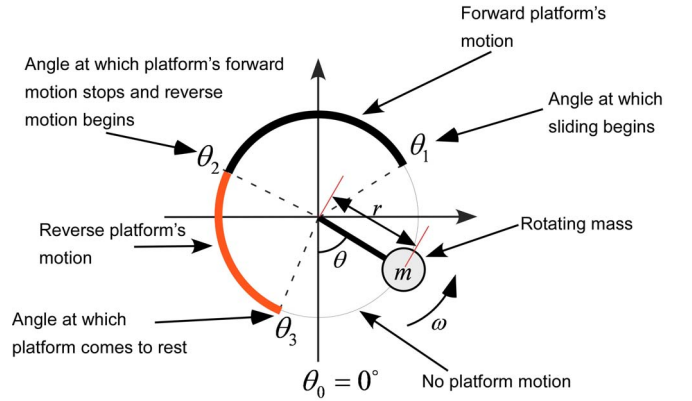 Forward platform's
motion
Angle at which platform's forward
motion stops and reverse
motion begins
Angle at which
sliding begins
θ₁
θ₂
r
Rotating mass
Reverse platform's
motion
θ
m
ω
Angle at which
platform comes to rest
θ₃
θ₀ = 0°
No platform motion